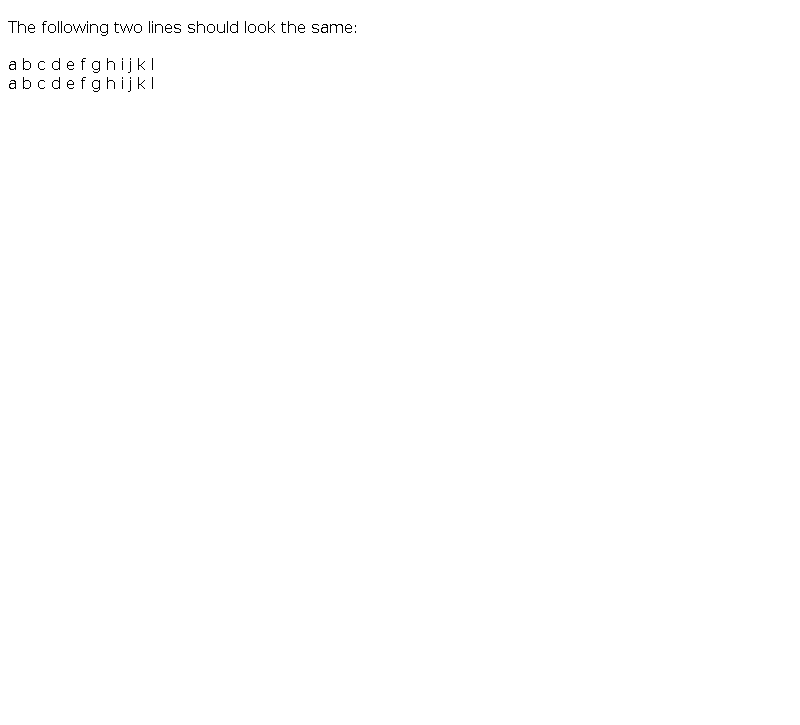 The following two lines should look the same:
a b c d e f g h i j k l
a b c d e f g h i j k l